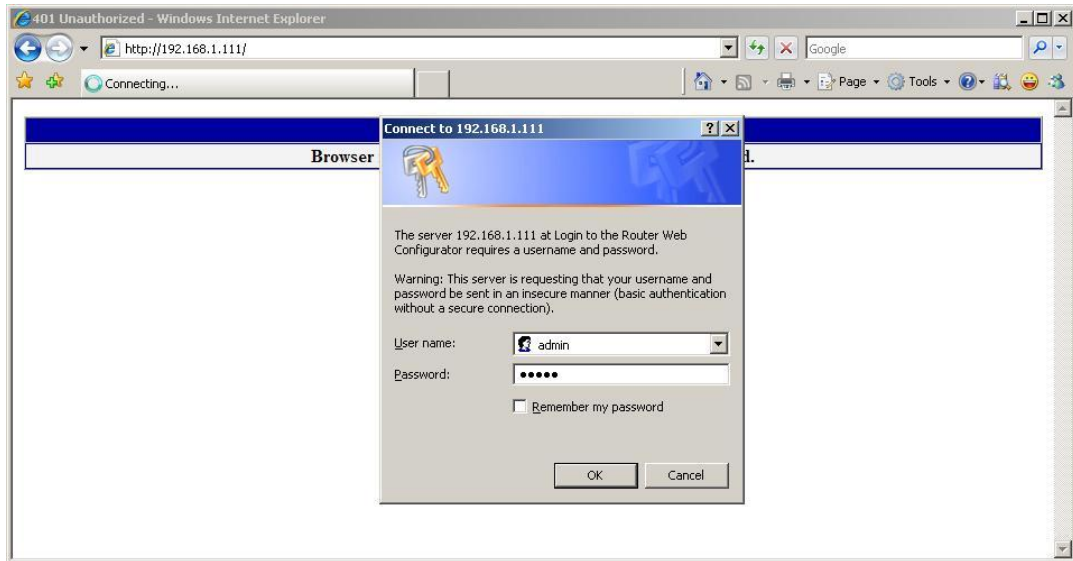 401 Unauthorized - Windows Internet Explorer
http://192.168.1.111/
Google
Connecting...
Page
Tools
Connect to 192.168.1.111
Browser
d.
The server 192.168.1.111 at Login to the Router Web
Configurator requires a username and password.
Warning: This server is requesting that your username and
password be sent in an insecure manner (basic authentication
without a secure connection).
User name:
admin
Password:
●●●●●
Remember my password
OK
Cancel